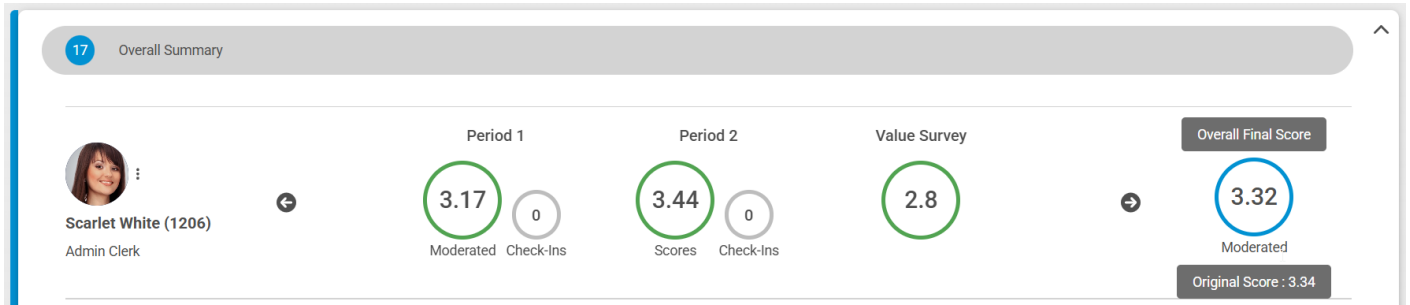 17 Overall Summary
Period 1 Period 2 Value Survey Overall Final Score
3.17 0 3.44 0 2.8 3.32
Scarlet White (1206)
Moderated Check-Ins Scores Check-Ins Moderated
Admin Clerk
Original Score : 3.34